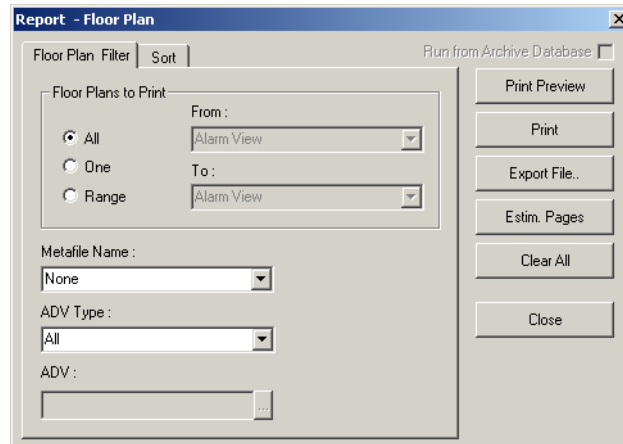 Report - Floor Plan
Floor Plan Filter
Sort
Run from Archive Database
Floor Plans to Print
From :
All
Alarm View
One
To :
Range
Alarm View
Metafile Name :
None
ADV Type :
All
ADV :
...
Print Preview
Print
Export File..
Estim. Pages
Clear All
Close